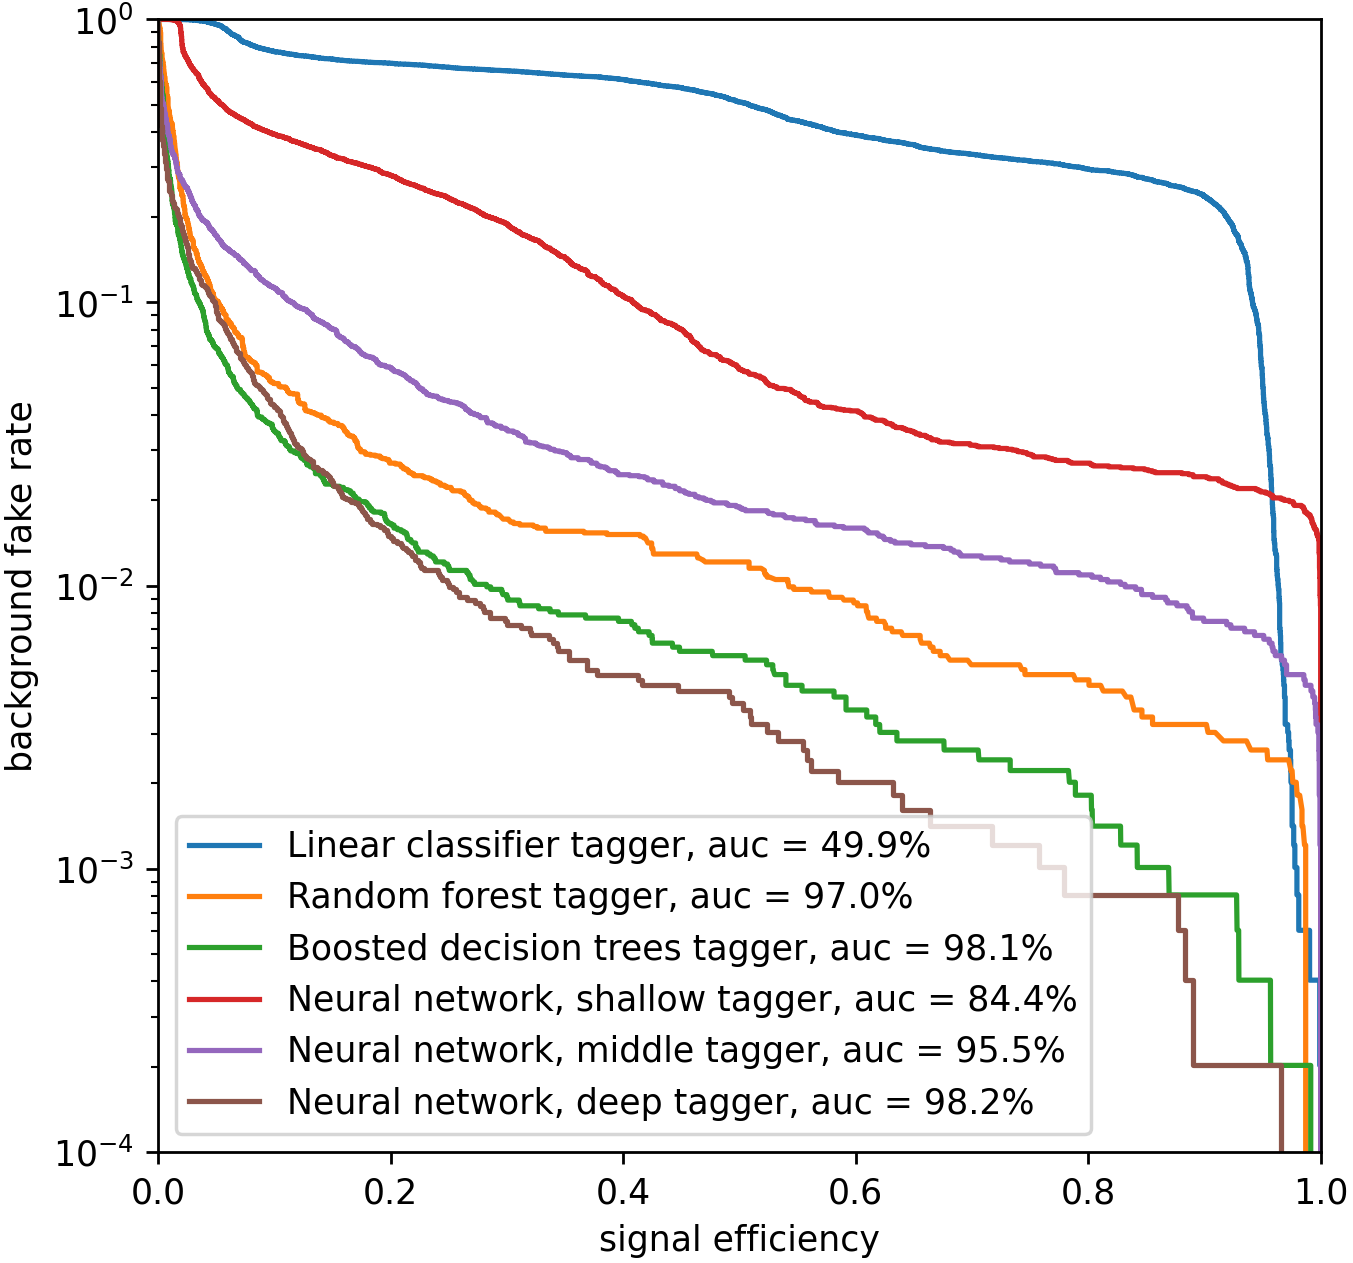 10⁰
10⁻¹
10⁻²
10⁻³
10⁻⁴
background fake rate
Linear classifier tagger, auc = 49.9%
Random forest tagger, auc = 97.0%
Boosted decision trees tagger, auc = 98.1%
Neural network, shallow tagger, auc = 84.4%
Neural network, middle tagger, auc = 95.5%
Neural network, deep tagger, auc = 98.2%
0.0 0.2 0.4 0.6 0.8 1.0
signal efficiency